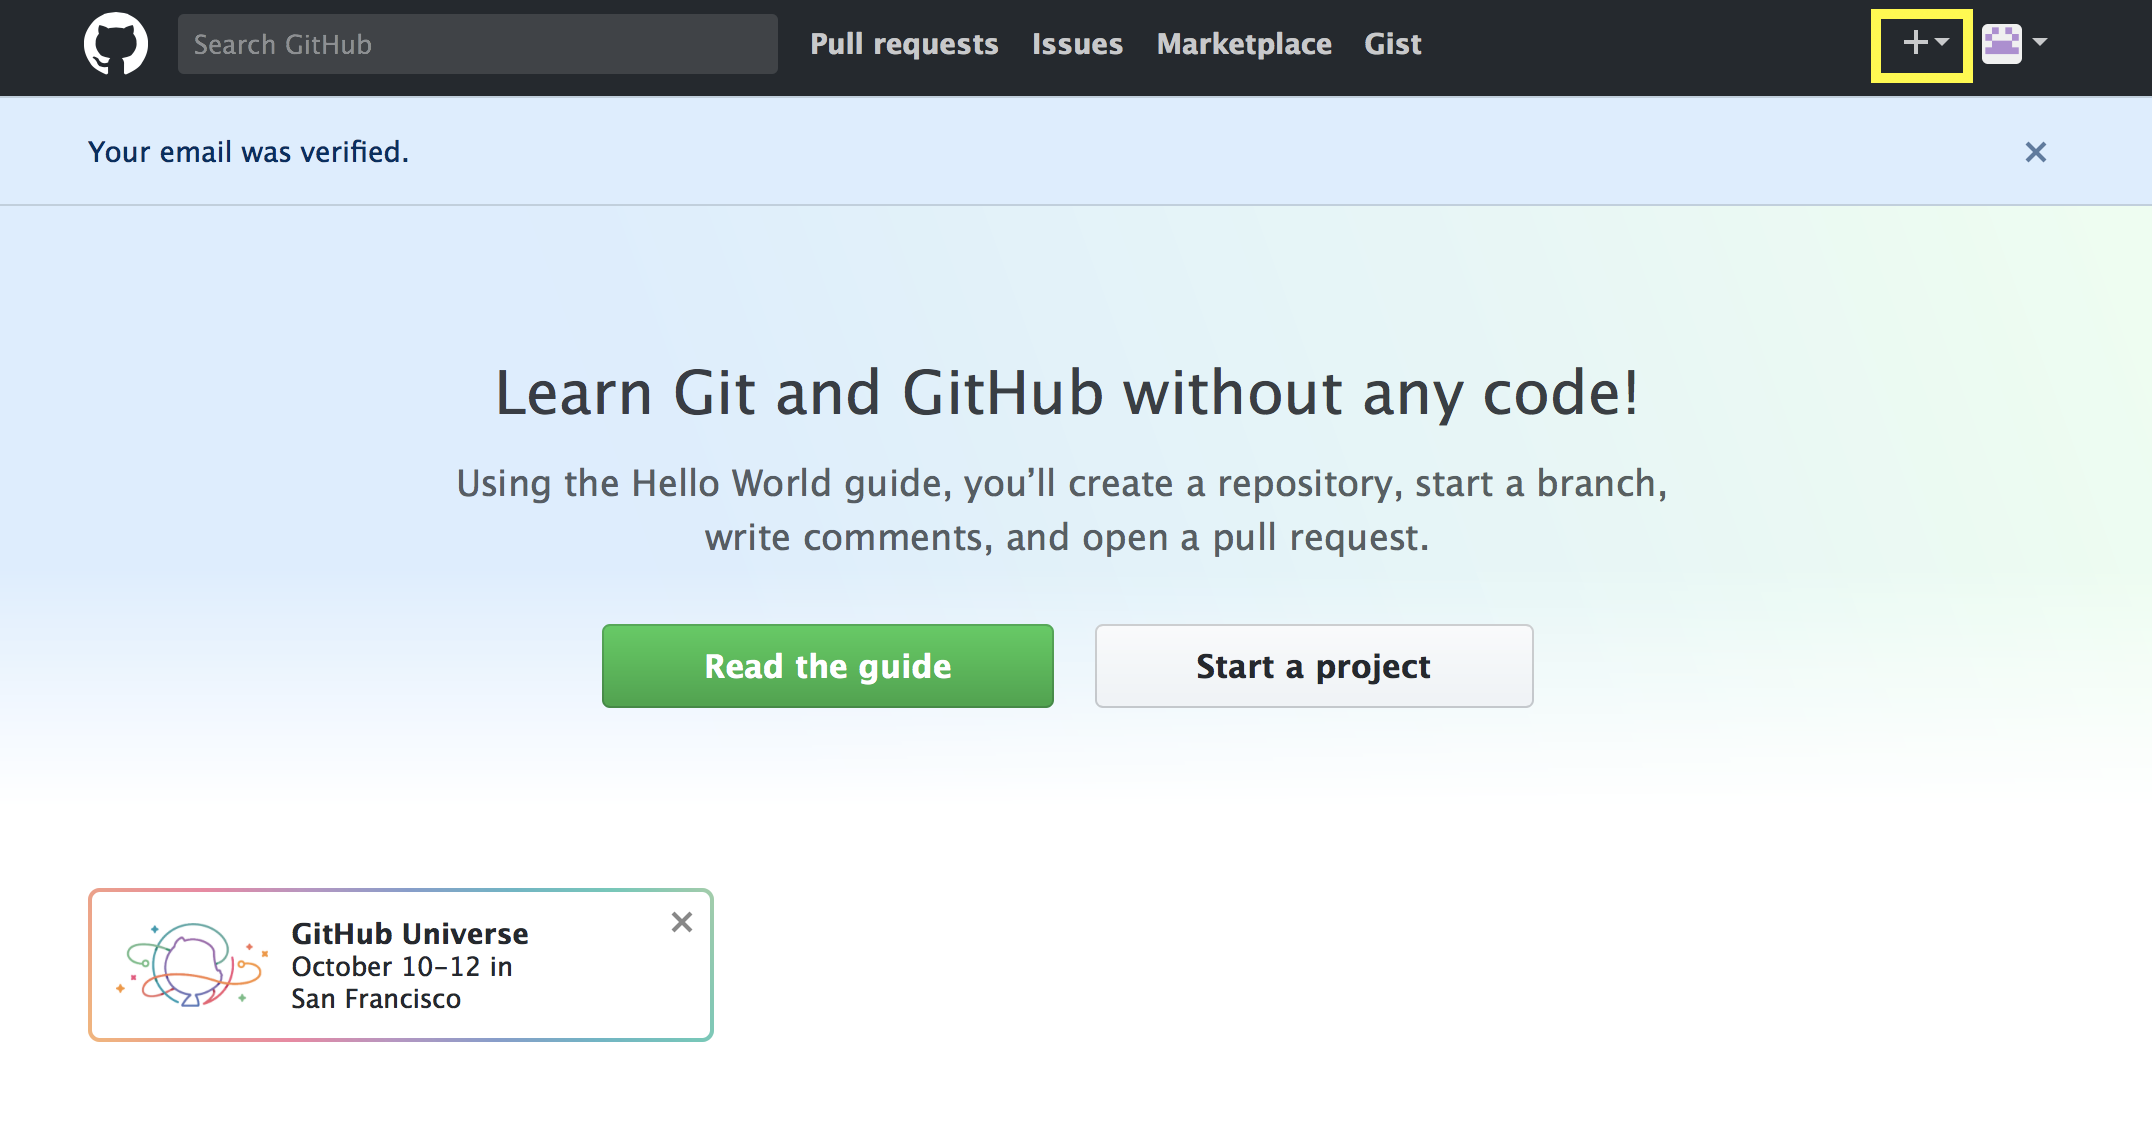 Search GitHub
Pull requests
Issues
Marketplace
Gist
Your email was verified.
Learn Git and GitHub without any code!
Using the Hello World guide, you’ll create a repository, start a branch,
write comments, and open a pull request.
Read the guide
Start a project
GitHub Universe
October 10–12 in
San Francisco